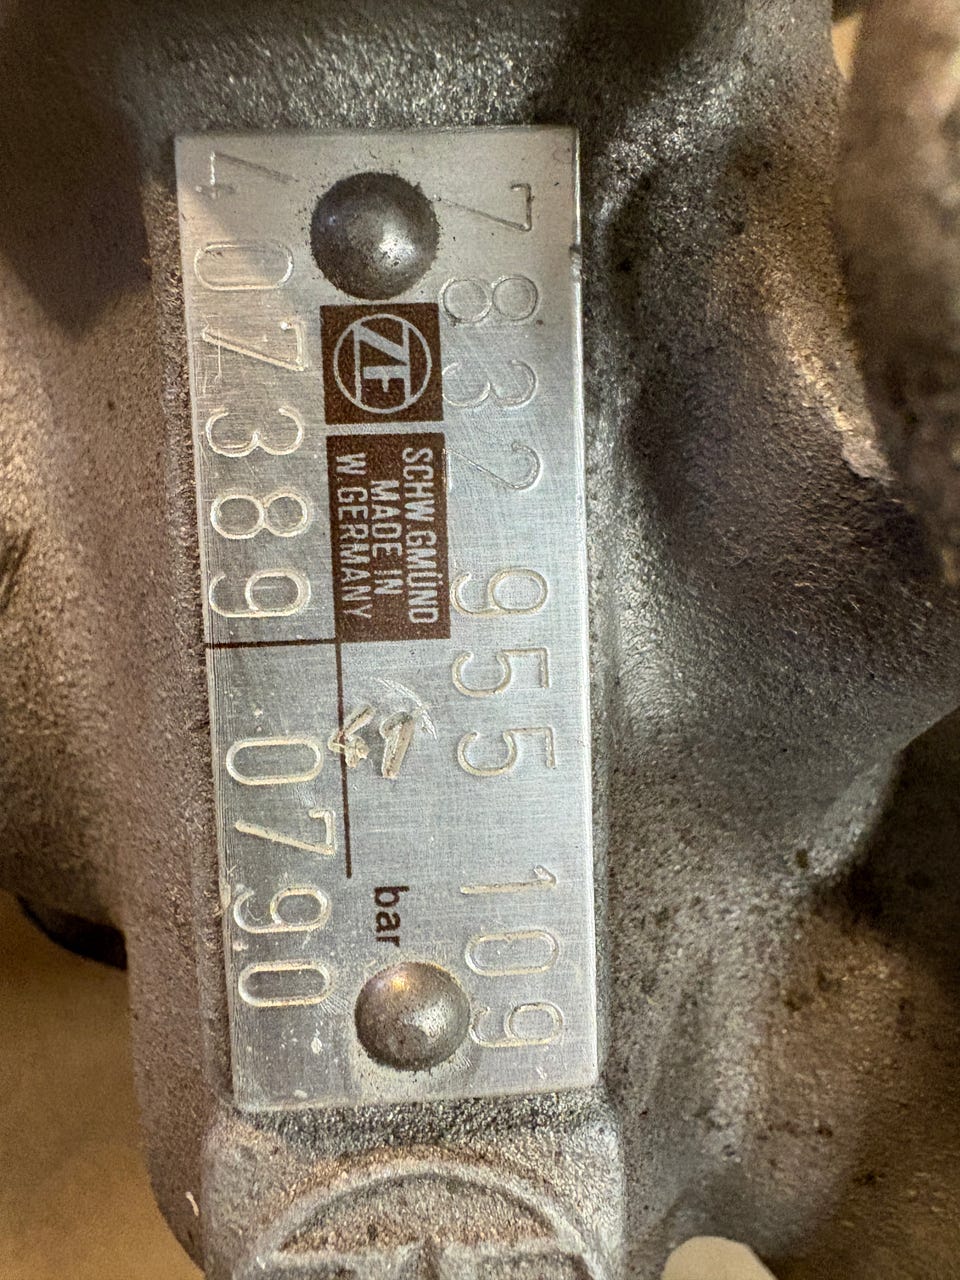 7832 955 109
ZF
SCHW.GMÜND
MADE IN
W.GERMANY
bar
407389 0790